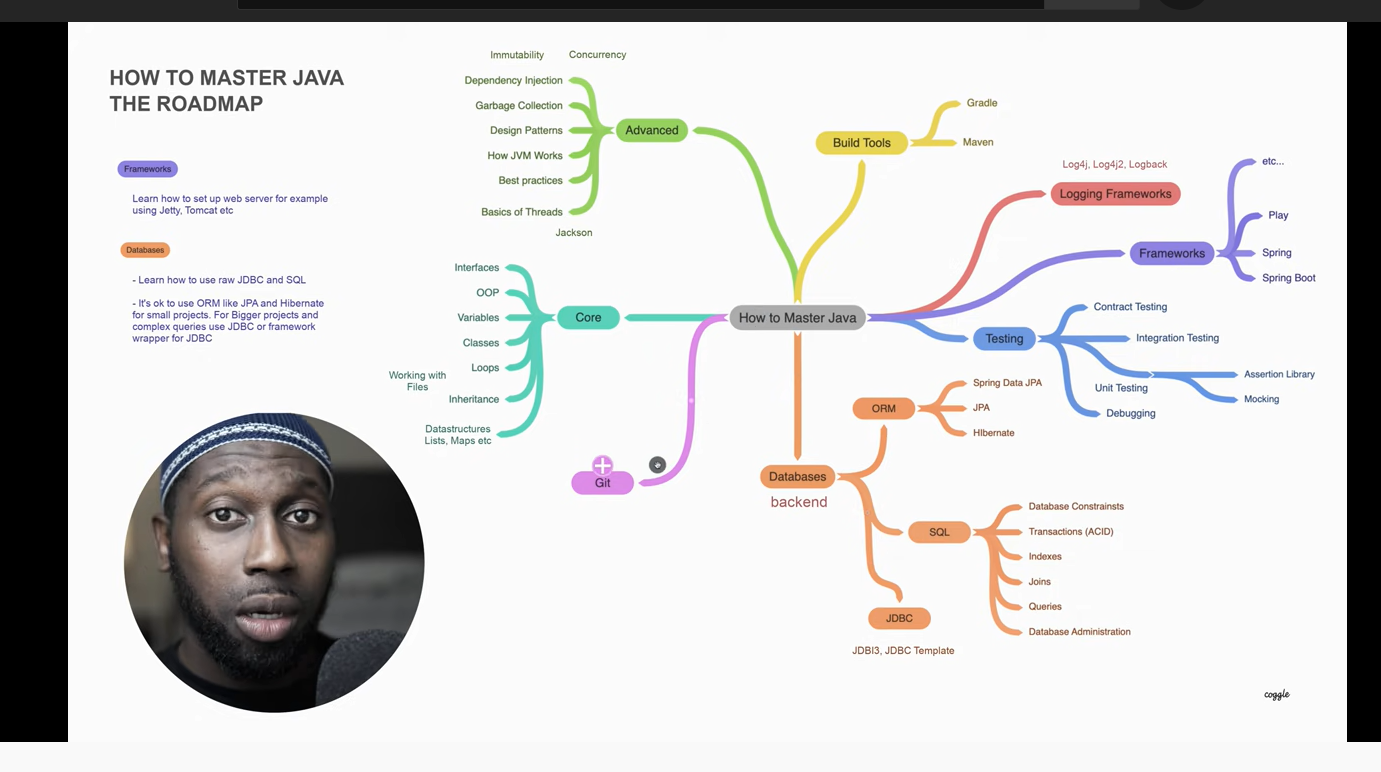 HOW TO MASTER JAVA
THE ROADMAP
Frameworks
Learn how to set up web server for example
using Jetty, Tomcat etc
Databases
- Learn how to use raw JDBC and SQL
- It's ok to use ORM like JPA and Hibernate
for small projects. For Bigger projects and
complex queries use JDBC or framework
wrapper for JDBC
Immutability
Concurrency
Dependency Injection
Garbage Collection
Design Patterns
How JVM Works
Best practices
Basics of Threads
Jackson
Advanced
Interfaces
OOP
Variables
Classes
Loops
Working with
Files
Inheritance
Datastructures
Lists, Maps etc
Core
Git
How to Master Java
Build Tools
Gradle
Maven
Log4j, Log4j2, Logback
Logging Frameworks
Frameworks
etc...
Play
Spring
Spring Boot
Testing
Contract Testing
Integration Testing
Unit Testing
Assertion Library
Mocking
Debugging
Databases
backend
ORM
Spring Data JPA
JPA
HIbernate
SQL
Database Constrainsts
Transactions (ACID)
Indexes
Joins
Queries
Database Administration
JDBC
JDBI3, JDBC Template
coggle